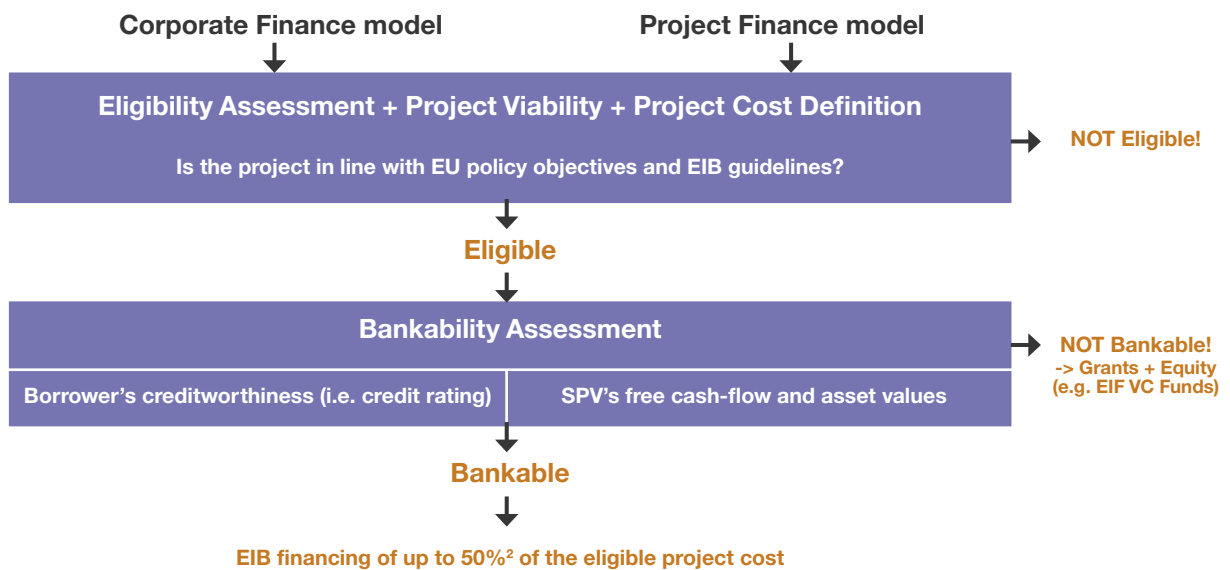 Corporate Finance model
Project Finance model
Eligibility Assessment + Project Viability + Project Cost Definition
Is the project in line with EU policy objectives and EIB guidelines?
NOT Eligible!
Eligible
Bankability Assessment
NOT Bankable!
-> Grants + Equity
(e.g. EIF VC Funds)
Borrower's creditworthiness (i.e. credit rating)
SPV's free cash-flow and asset values
Bankable
EIB financing of up to 50%² of the eligible project cost